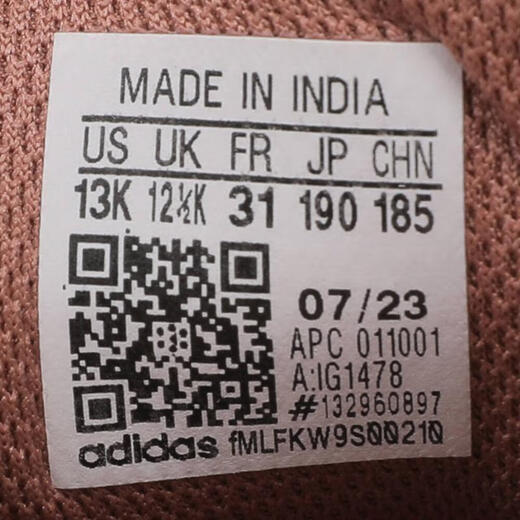 MADE IN INDIA
US UK FR JP CHN
13K 12½K 31 190 185
07/23
APC 011001
A:IG1478
#132960897
adidas fMLFKW9S00210